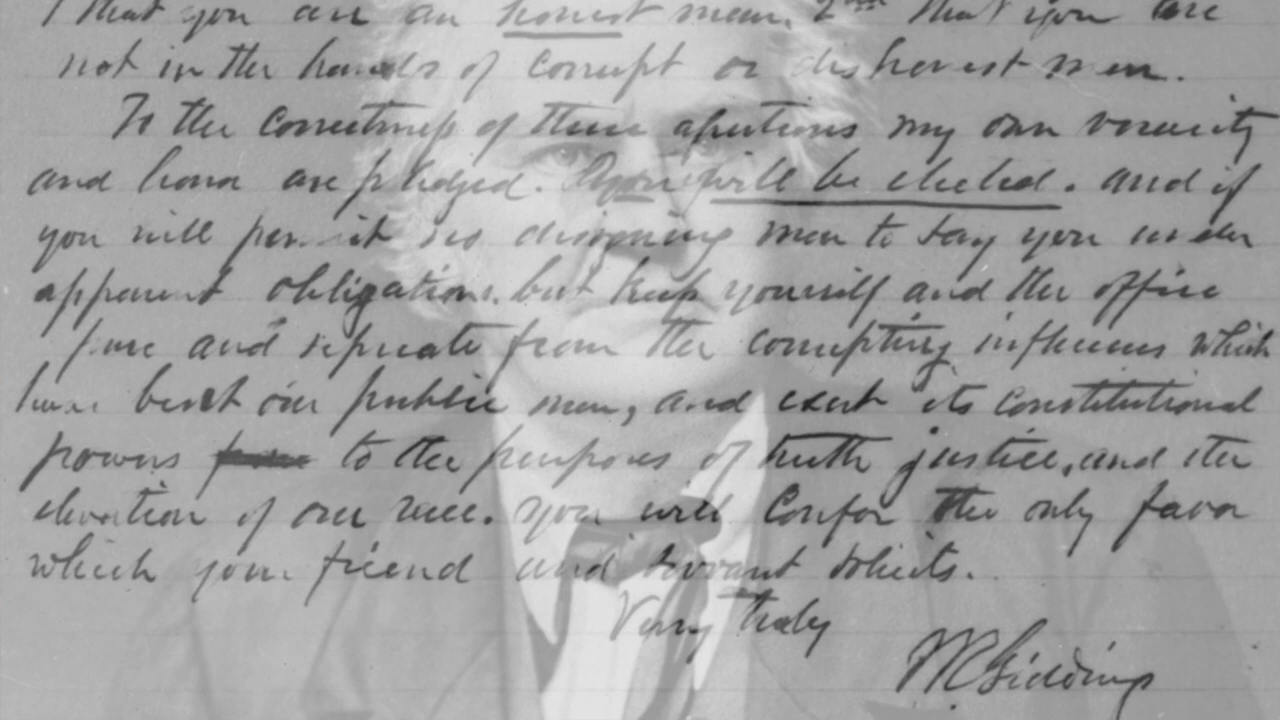 that you are an honest man, 2nd that you are
not in the hands of corrupt or dishonest men.
To the correctness of these assertions my own veracity
and honor are pledged. You will be elected. and if
you will permit no designing men to lay you under
apparent obligations. but keep yourself and the office
pure and seperate from the corrupting influences which
have beset our public men, and exert its constitutional
powers to the purposes of truth justice, and the
elevation of our race. you will confer the only favor
which your friend and servant solicits.
Very truly
J R Giddings